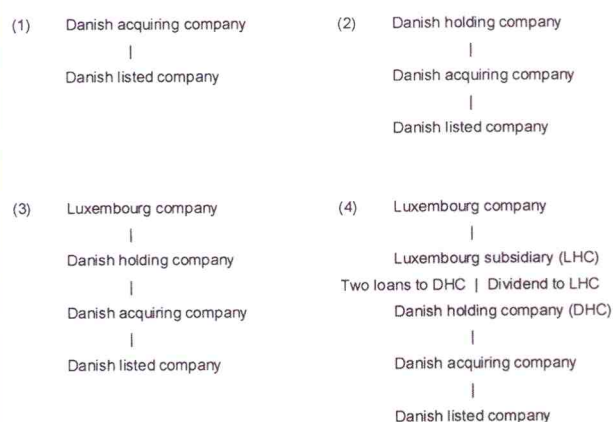 (1) Danish acquiring company
|
Danish listed company
(2) Danish holding company
|
Danish acquiring company
|
Danish listed company
(3) Luxembourg company
|
Danish holding company
|
Danish acquiring company
|
Danish listed company
(4) Luxembourg company
|
Luxembourg subsidiary (LHC)
Two loans to DHC | Dividend to LHC
Danish holding company (DHC)
|
Danish acquiring company
|
Danish listed company